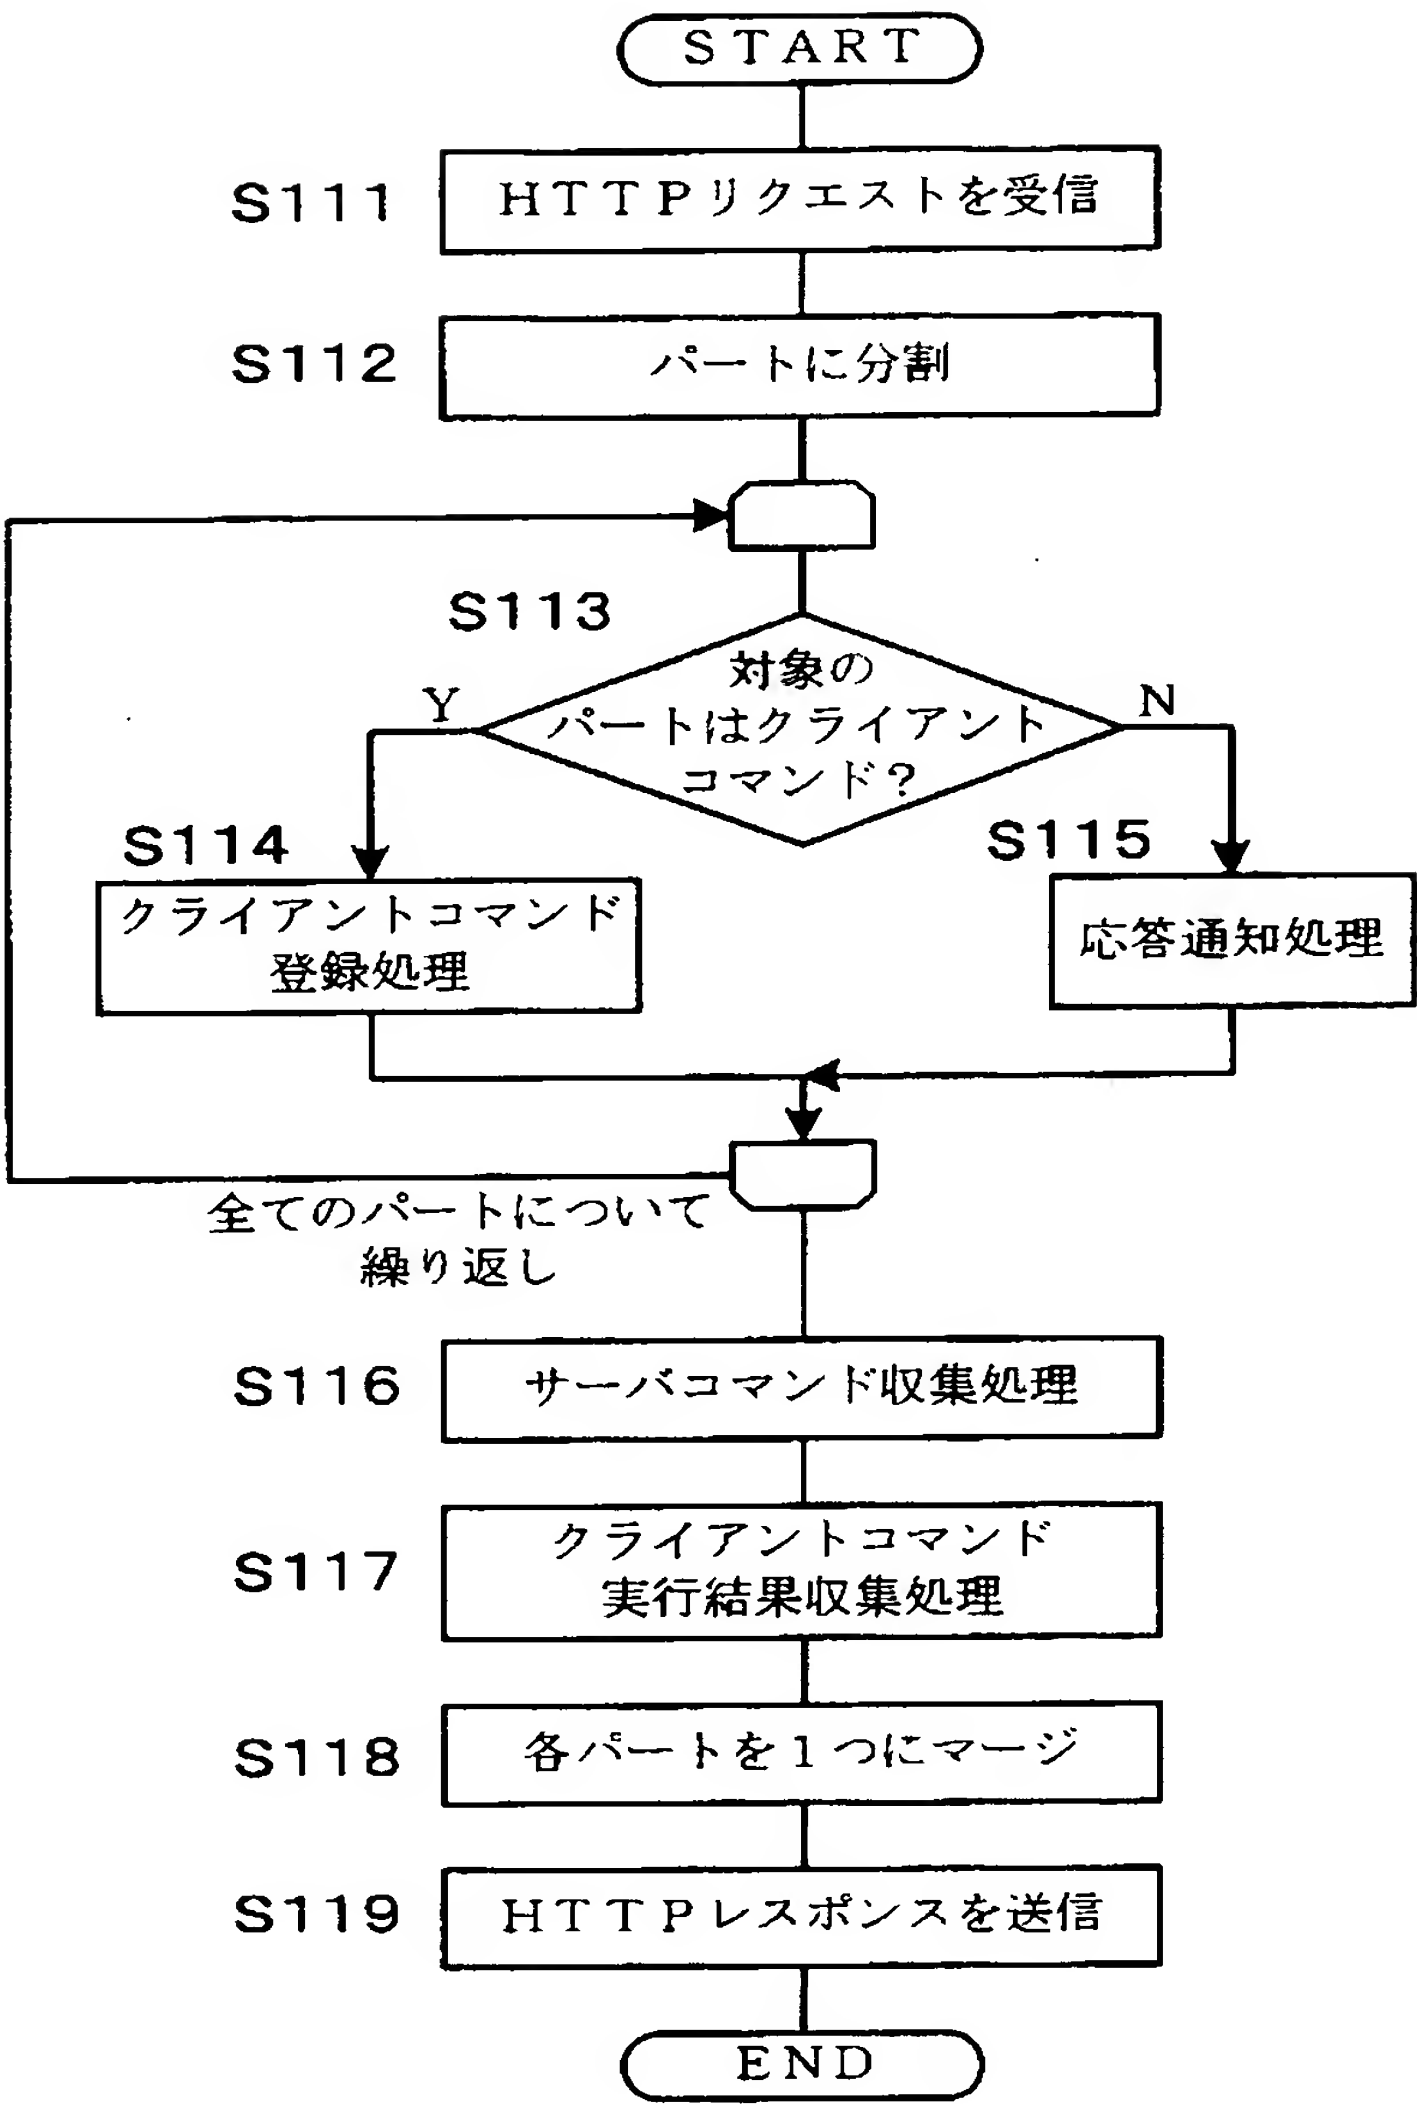 START
S111
HTTPリクエストを受信
S112
パートに分割
S113
対象の
パートはクライアント
コマンド?
Y
N
S114
クライアントコマンド
登録処理
S115
応答通知処理
全てのパートについて
繰り返し
S116
サーバコマンド収集処理
S117
クライアントコマンド
実行結果収集処理
S118
各パートを1つにマージ
S119
HTTPレスポンスを送信
END